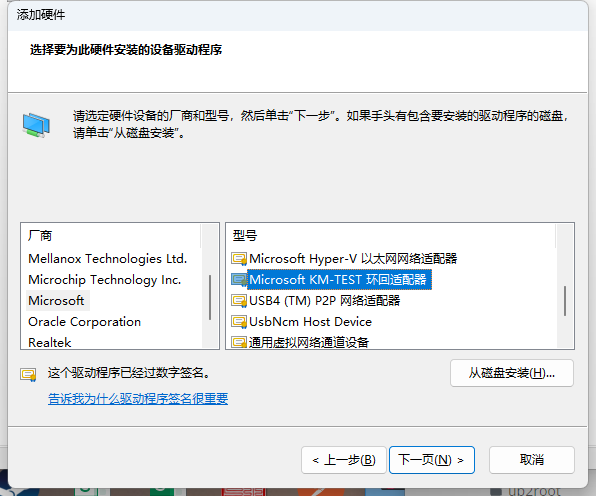 添加硬件
选择要为此硬件安装的设备驱动程序
请选定硬件设备的厂商和型号，然后单击“下一步”。如果手头有包含要安装的驱动程序的磁盘，
请单击“从磁盘安装”。
厂商
Mellanox Technologies Ltd.
Microchip Technology Inc.
Microsoft
Oracle Corporation
Realtek
型号
Microsoft Hyper-V 以太网网络适配器
Microsoft KM-TEST 环回适配器
USB4 (TM) P2P 网络适配器
UsbNcm Host Device
通用虚拟网络通道设备
这个驱动程序已经过数字签名。
告诉我为什么驱动程序签名很重要
从磁盘安装(H)...
< 上一步(B)
下一页(N) >
取消
up2root